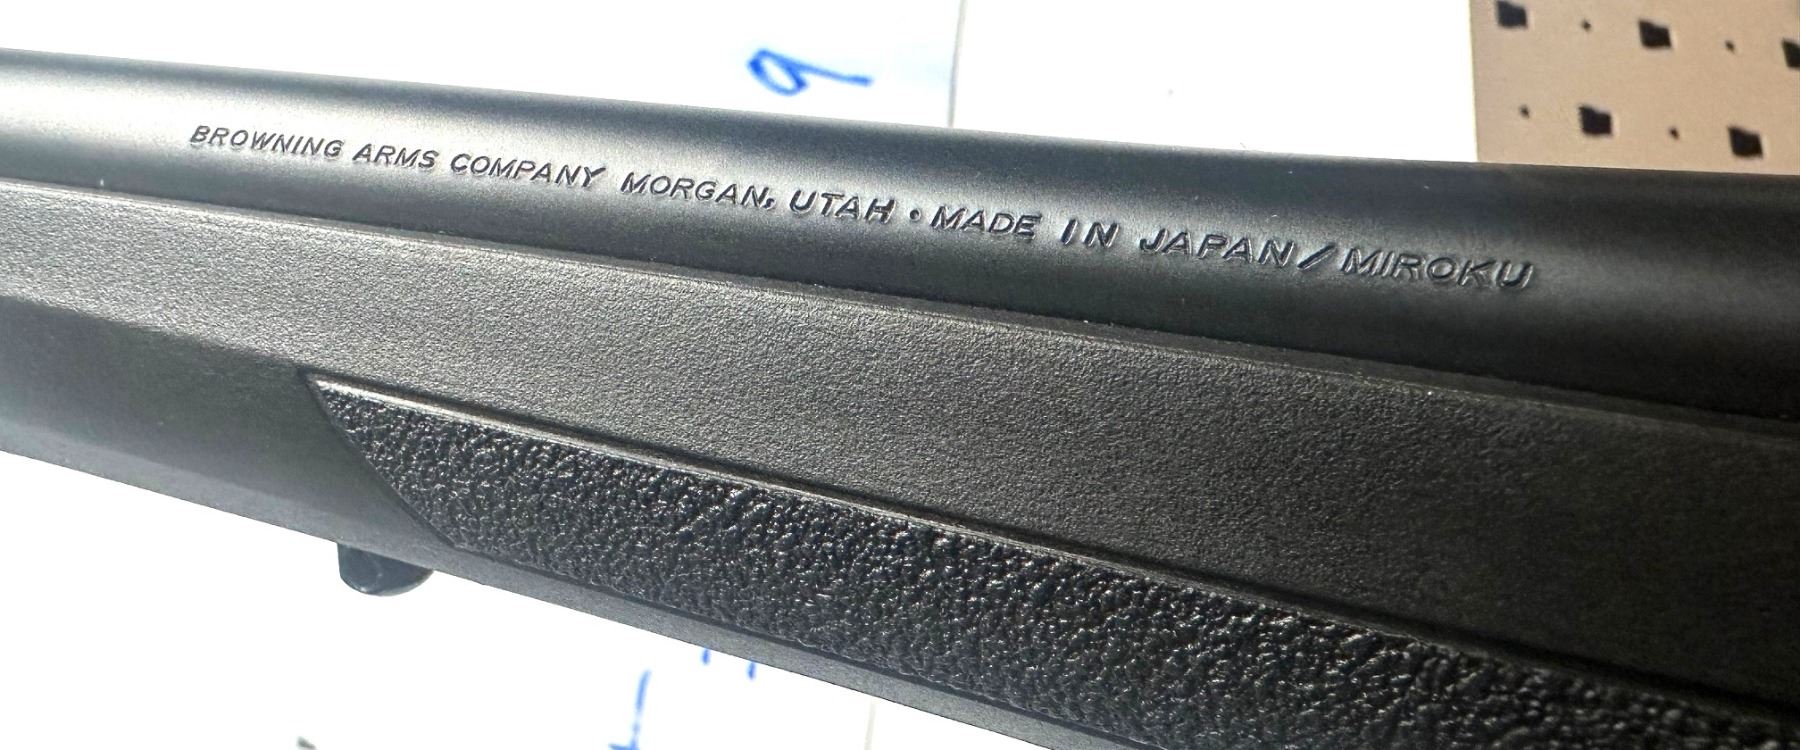 BROWNING ARMS COMPANY MORGAN, UTAH • MADE IN JAPAN/MIROKU